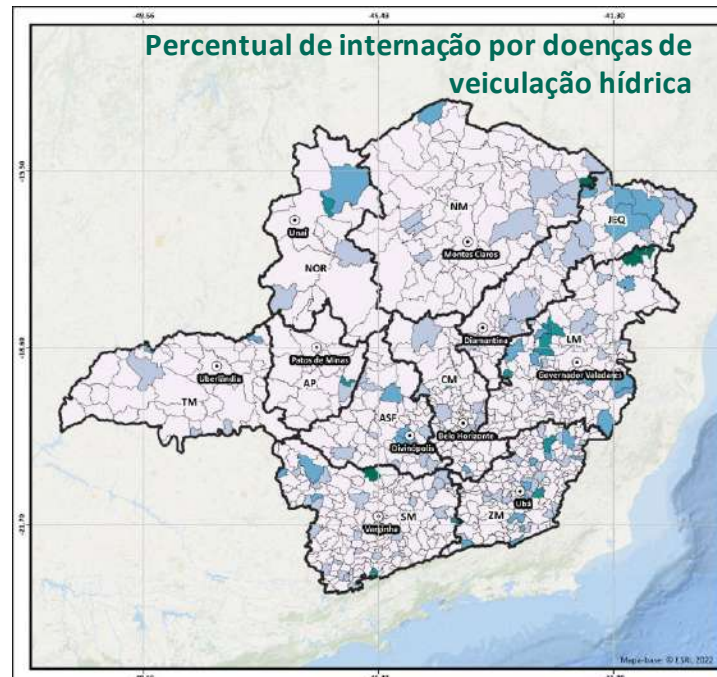 -45.43
-41.30
Percentual de internação por doenças de
veiculação hídrica
NM
JEQ
Unaí
Montes Claros
NOR
Diamantina
LM
Patos de Minas
Uberlândia
AP
CM
Governador Valadares
TM
ASF
Belo Horizonte
Divinópolis
Ubá
Varginha
SM
ZM
Mapa-base: © ESRI, 2022